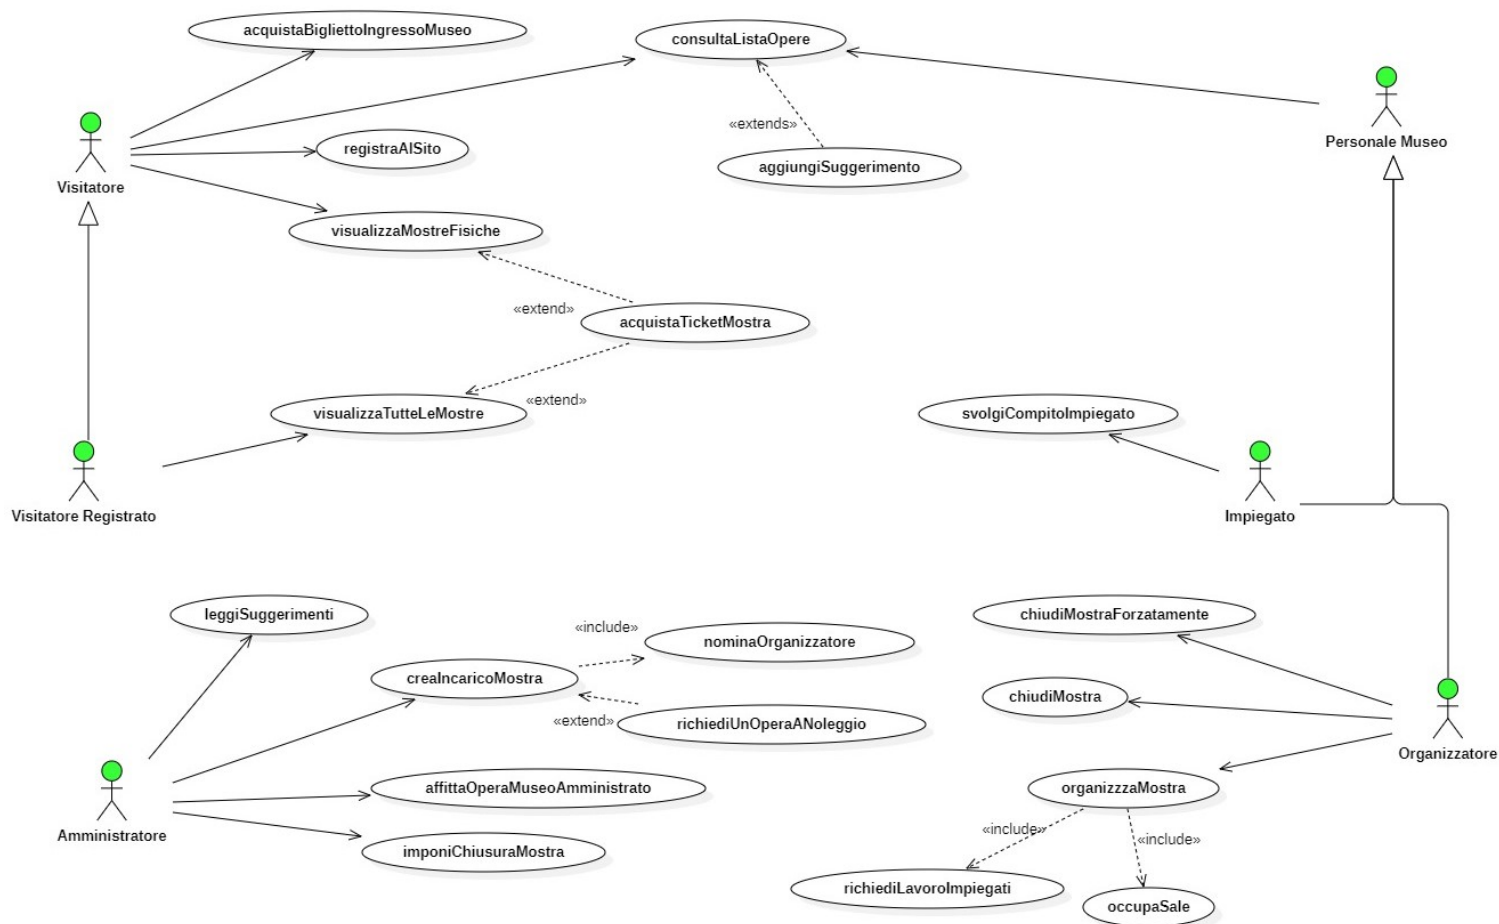 acquistaBigliettoIngressoMuseo
consultaListaOpere
«extends»
Personale Museo
registraAlSito
aggiungiSuggerimento
Visitatore
visualizzaMostreFisiche
«extend»
acquistaTicketMostra
«extend»
visualizzaTutteLeMostre
svolgiCompitoImpiegato
Visitatore Registrato
Impiegato
leggiSuggerimenti
chiudiMostraForzatamente
«include»
nominaOrganizzatore
creaIncaricoMostra
chiudiMostra
«extend»
richiediUnOperaANoleggio
Organizzatore
affittaOperaMuseoAmministrato
organizzzaMostra
Amministratore
«include»
«include»
imponiChiusuraMostra
richiediLavoroImpiegati
occupaSale